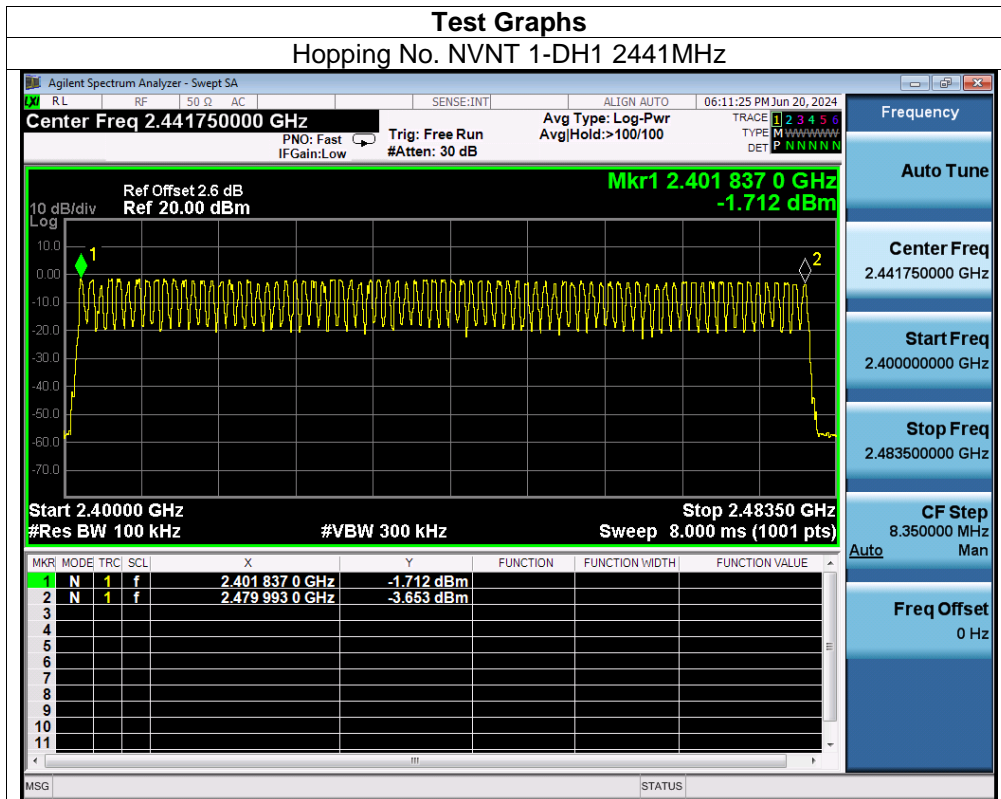 Test Graphs
Hopping No. NVNT 1-DH1 2441MHz
Agilent Spectrum Analyzer - Swept SA
LXI RL RF 50 Ω AC SENSE:INT ALIGN AUTO 06:11:25 PM Jun 20, 2024
Center Freq 2.441750000 GHz
PNO: Fast
IFGain:Low
Trig: Free Run
#Atten: 30 dB
Avg Type: Log-Pwr
Avg|Hold:>100/100
TRACE 1 2 3 4 5 6
TYPE M WWWWW
DET P N N N N N
Mkr1 2.401 837 0 GHz
-1.712 dBm
Ref Offset 2.6 dB
10 dB/div Ref 20.00 dBm
Log
10.0
0.00
-10.0
-20.0
-30.0
-40.0
-50.0
-60.0
-70.0
1
2
Start 2.40000 GHz Stop 2.48350 GHz
#Res BW 100 kHz #VBW 300 kHz Sweep 8.000 ms (1001 pts)
MKR MODE TRC SCL X Y FUNCTION FUNCTION WIDTH FUNCTION VALUE
1 N 1 f 2.401 837 0 GHz -1.712 dBm
2 N 1 f 2.479 993 0 GHz -3.653 dBm
3
4
5
6
7
8
9
10
11
MSG STATUS
Frequency
Auto Tune
Center Freq
2.441750000 GHz
Start Freq
2.400000000 GHz
Stop Freq
2.483500000 GHz
CF Step
8.350000 MHz
Auto Man
Freq Offset
0 Hz